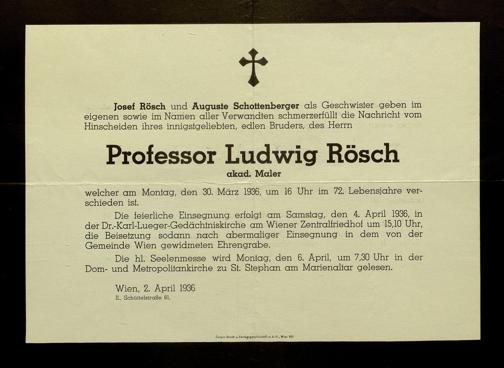 Josef Rösch und Auguste Schottenberger als Geschwister geben im
eigenen sowie im Namen aller Verwandten schmerzerfüllt die Nachricht vom
Hinscheiden ihres innigstgeliebten, edlen Bruders, des Herrn
Professor Ludwig Rösch
akad. Maler
welcher am Montag, den 30. März 1936, um 16 Uhr im 72. Lebensjahre ver-
schieden ist.
Die feierliche Einsegnung erfolgt am Samstag, den 4. April 1936, in
der Dr.-Karl-Lueger-Gedächtniskirche am Wiener Zentralfriedhof um 15,10 Uhr,
die Beisetzung sodann nach abermaliger Einsegnung in dem von der
Gemeinde Wien gewidmeten Ehrengrabe.
Die hl. Seelenmesse wird Montag, den 6. April, um 7,30 Uhr in der
Dom- und Metropolitankirche zu St. Stephan am Marienaltar gelesen.
Wien, 2. April 1936
II., Schüttelstraße 61.